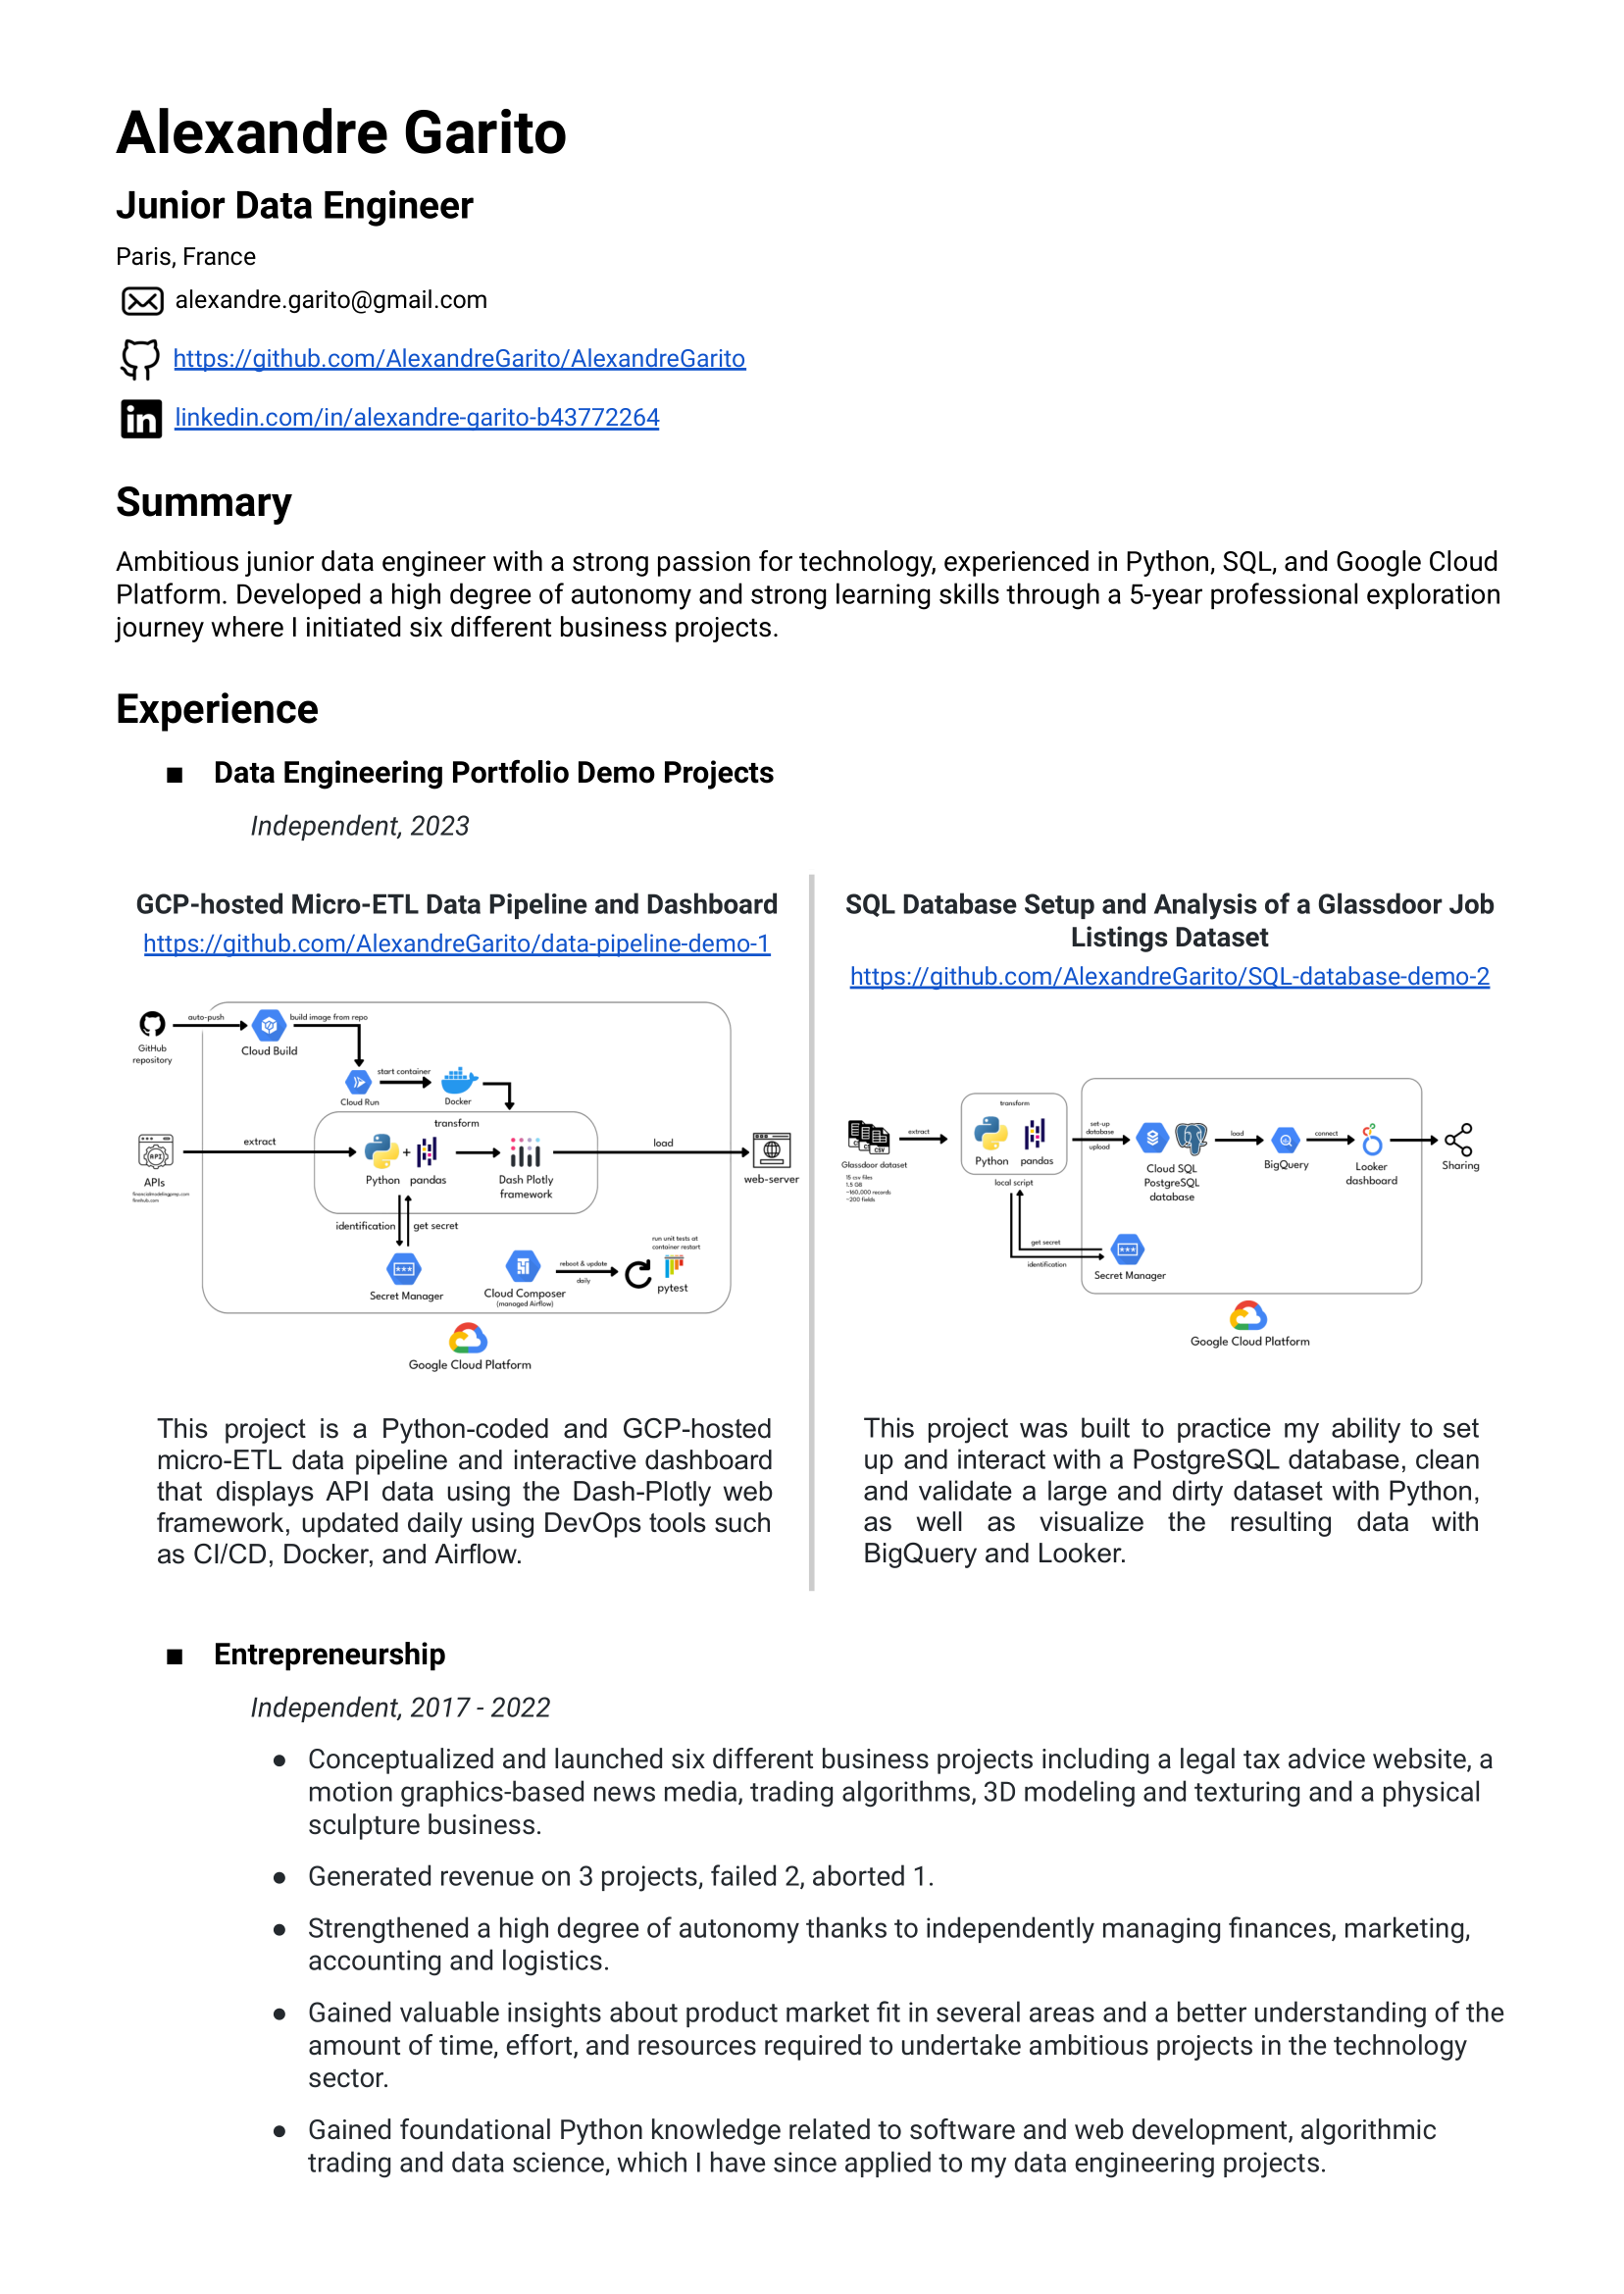 Alexandre Garito
Junior Data Engineer
Paris, France
alexandre.garito@gmail.com
https://github.com/AlexandreGarito/AlexandreGarito
linkedin.com/in/alexandre-garito-b43772264
Summary
Ambitious junior data engineer with a strong passion for technology, experienced in Python, SQL, and Google Cloud
Platform. Developed a high degree of autonomy and strong learning skills through a 5-year professional exploration
journey where I initiated six different business projects.
Experience
■ Data Engineering Portfolio Demo Projects
Independent, 2023
GCP-hosted Micro-ETL Data Pipeline and Dashboard
https://github.com/AlexandreGarito/data-pipeline-demo-1
GitHub
repository
auto-push
Cloud Build
build image from repo
Cloud Run
start container
Docker
transform
APIs
financialmodelingprep.com
finnhub.com
extract
API
Python + pandas
Dash Plotly
framework
load
web-server
identification
get secret
Secret Manager
Cloud Composer
(managed Airflow)
reboot & update
daily
run unit tests at
container restart
pytest
Google Cloud Platform
This project is a Python-coded and GCP-hosted
micro-ETL data pipeline and interactive dashboard
that displays API data using the Dash-Plotly web
framework, updated daily using DevOps tools such
as CI/CD, Docker, and Airflow.
SQL Database Setup and Analysis of a Glassdoor Job
Listings Dataset
https://github.com/AlexandreGarito/SQL-database-demo-2
CSV
Glassdoor dataset
15 csv files
1.5 GB
~160,000 records
~200 fields
extract
transform
Python pandas
local script
set-up
database
upload
Cloud SQL
PostgreSQL
database
load
BigQuery
connect
Looker
dashboard
Sharing
get secret
identification
Secret Manager
Google Cloud Platform
This project was built to practice my ability to set
up and interact with a PostgreSQL database, clean
and validate a large and dirty dataset with Python,
as well as visualize the resulting data with
BigQuery and Looker.
■ Entrepreneurship
Independent, 2017 - 2022
● Conceptualized and launched six different business projects including a legal tax advice website, a
motion graphics-based news media, trading algorithms, 3D modeling and texturing and a physical
sculpture business.
● Generated revenue on 3 projects, failed 2, aborted 1.
● Strengthened a high degree of autonomy thanks to independently managing finances, marketing,
accounting and logistics.
● Gained valuable insights about product market fit in several areas and a better understanding of the
amount of time, effort, and resources required to undertake ambitious projects in the technology
sector.
● Gained foundational Python knowledge related to software and web development, algorithmic
trading and data science, which I have since applied to my data engineering projects.